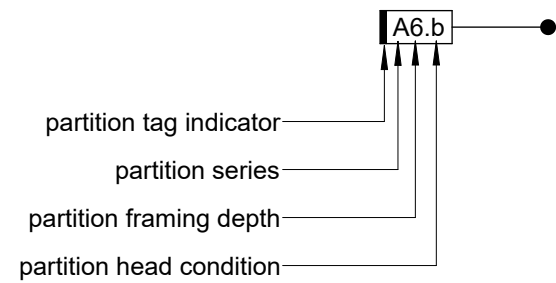 A6.b
partition tag indicator
partition series
partition framing depth
partition head condition